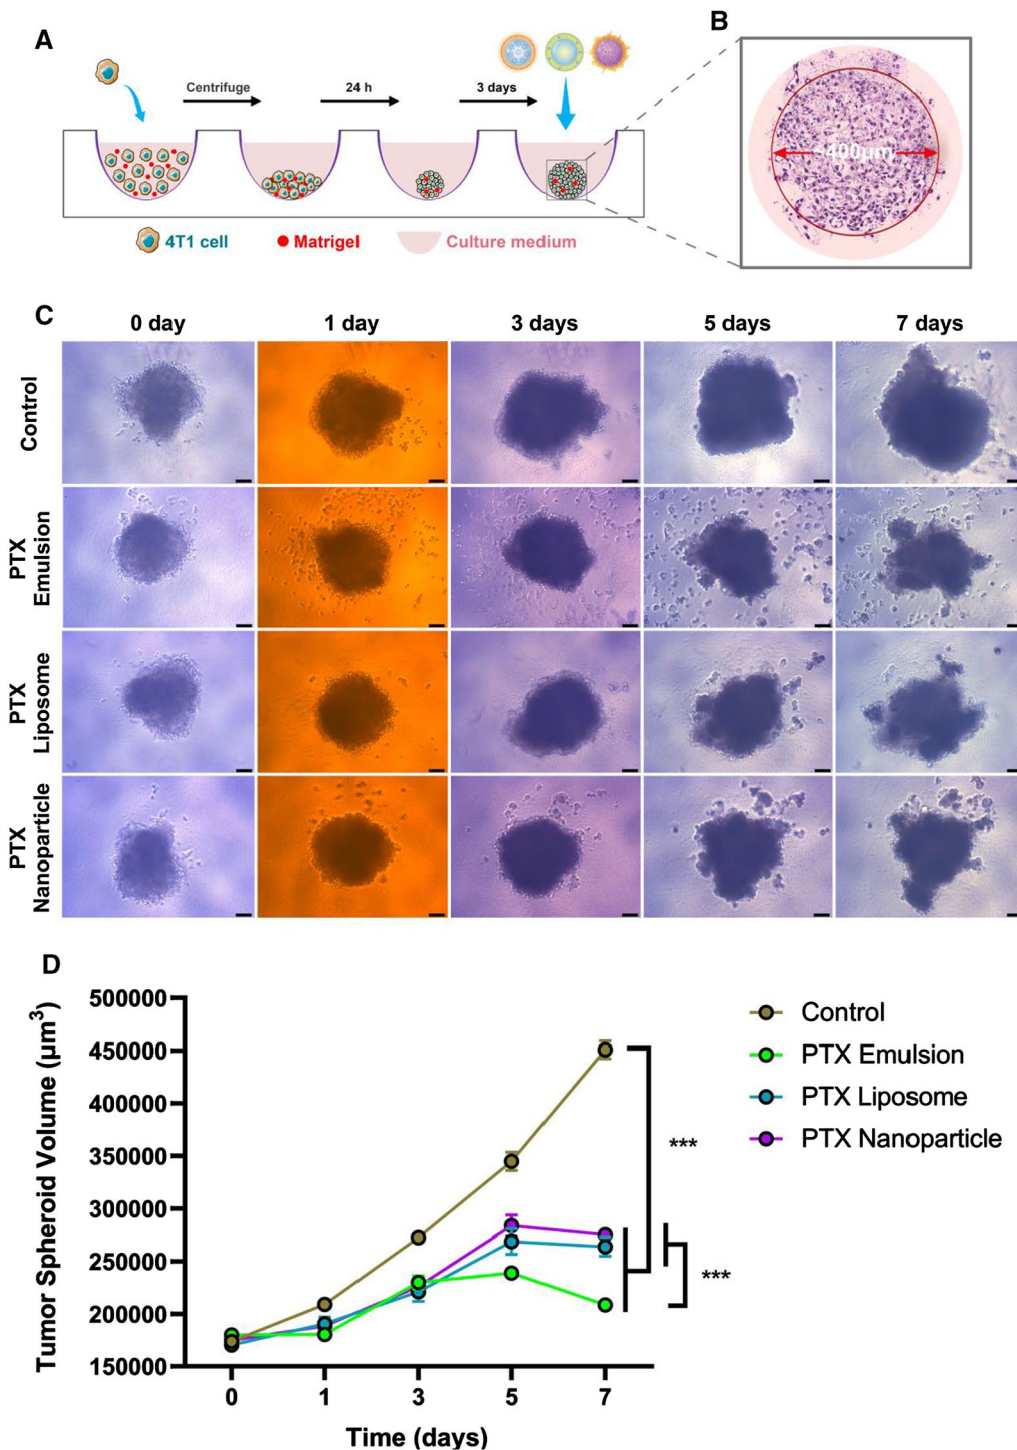 A
B
Centrifuge
24 h
3 days
~400μm
4T1 cell
Matrigel
Culture medium
C
0 day
1 day
3 days
5 days
7 days
Control
PTX
Emulsion
PTX
Liposome
PTX
Nanoparticle
D
Tumor Spheroid Volume (μm³)
500000
450000
400000
350000
300000
250000
200000
150000
0
1
3
5
7
Time (days)
Control
PTX Emulsion
PTX Liposome
PTX Nanoparticle
***
***